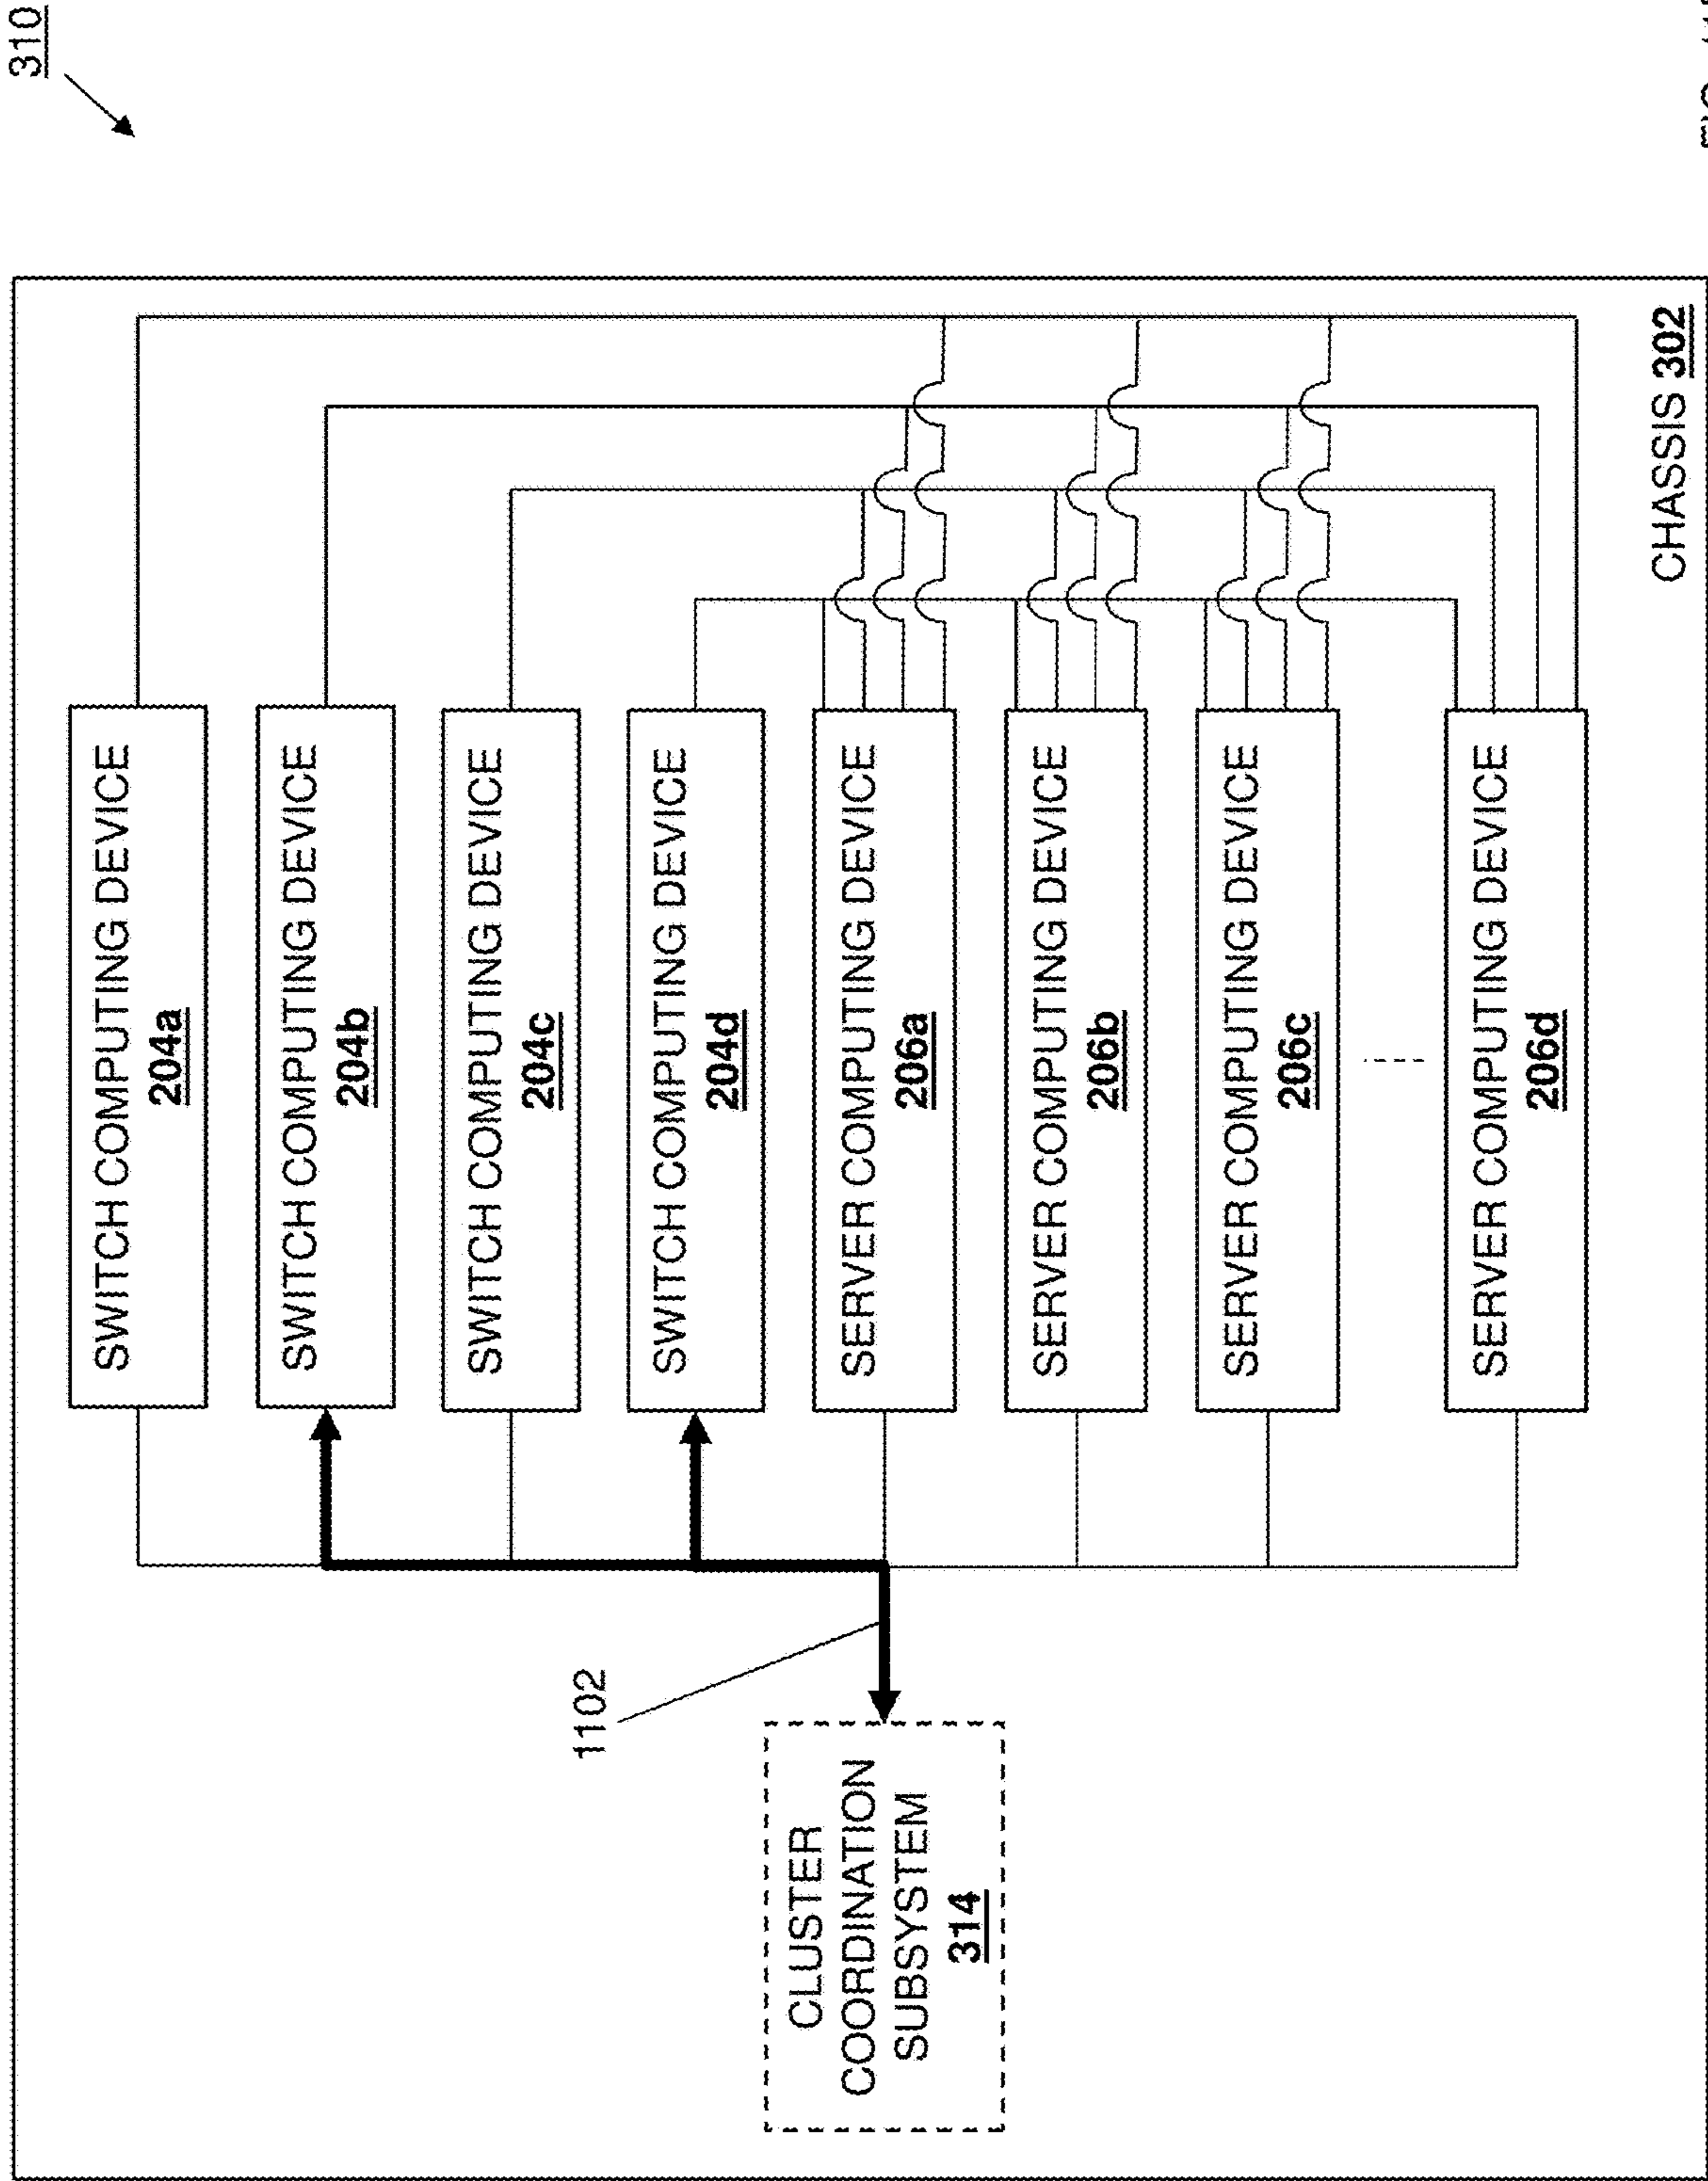 310
SWITCH COMPUTING DEVICE
204a
SWITCH COMPUTING DEVICE
204b
SWITCH COMPUTING DEVICE
204c
SWITCH COMPUTING DEVICE
204d
SERVER COMPUTING DEVICE
206a
SERVER COMPUTING DEVICE
206b
SERVER COMPUTING DEVICE
206c
SERVER COMPUTING DEVICE
206d
1102
CLUSTER
COORDINATION
SUBSYSTEM
314
CHASSIS 302